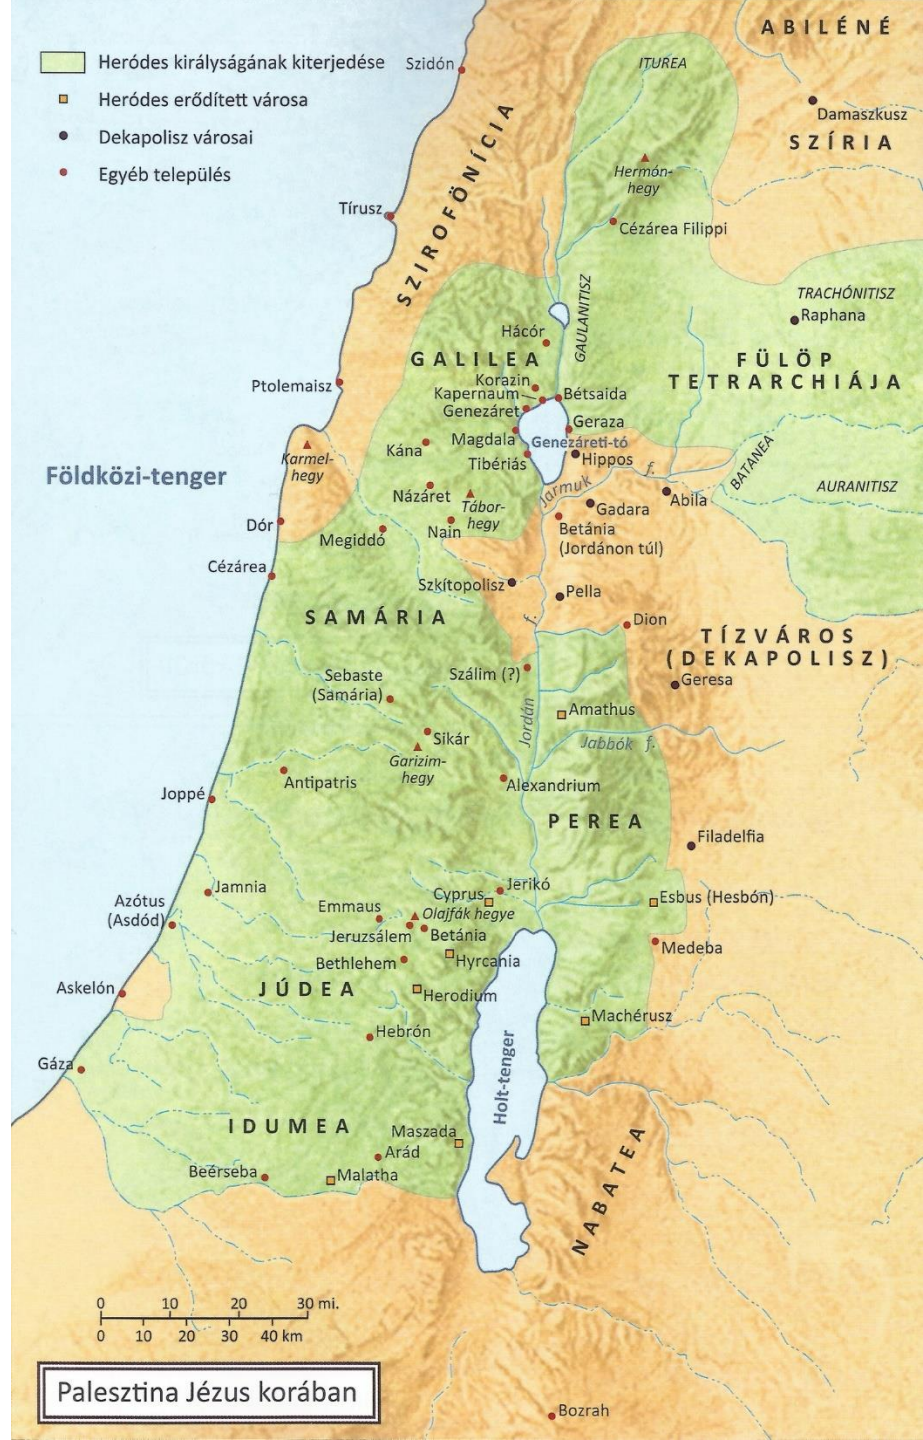 ABILÉNÉ
Heródes királyságának kiterjedése
Szidón
ITUREA
Heródes erődített városa
Damaszkusz
Dekapolisz városai
SZÍRIA
Egyéb település
Hermón-
hegy
Tírusz
SZIROFÖNÍCIA
Cézárea Filippi
TRACHÓNITISZ
Raphana
GAULANITISZ
Hácór
GALILEA
FÜLÖP
TETRARCHIÁJA
Ptolemaisz
Korazin
Kapernaum
Bétsaida
Genezáret
Geraza
Magdala
Genezáreti-tó
Kána
Karmel-
hegy
Tibériás
Hippos
BATANEA
Földközi-tenger
Jarmuk f.
AURANITISZ
Názáret
Tábor-
hegy
Abila
Gadara
Dór
Megiddó
Nain
Betánia
(Jordánon túl)
Cézárea
Szkítopolisz
Pella
SAMÁRIA
f.
Dion
TÍZVÁROS
(DEKAPOLISZ)
Sebaste
(Samária)
Szálim (?)
Geresa
Jordán
Amathus
Sikár
Jabbók f.
Garizim-
hegy
Antipatris
Alexandrium
Joppé
PEREA
Filadelfia
Jamnia
Jerikó
Cyprus
Esbus (Hesbón)
Azótus
(Asdód)
Emmaus
Olajfák hegye
Jeruzsálem
Betánia
Medeba
Bethlehem
Hyrcania
Askelón
JÚDEA
Herodium
Machérusz
Hebrón
Gáza
Holt-tenger
IDUMEA
Maszada
Arád
NABATEA
Beérseba
Malatha
0 10 20 30 mi.
0 10 20 30 40 km
Palesztina Jézus korában
Bozrah